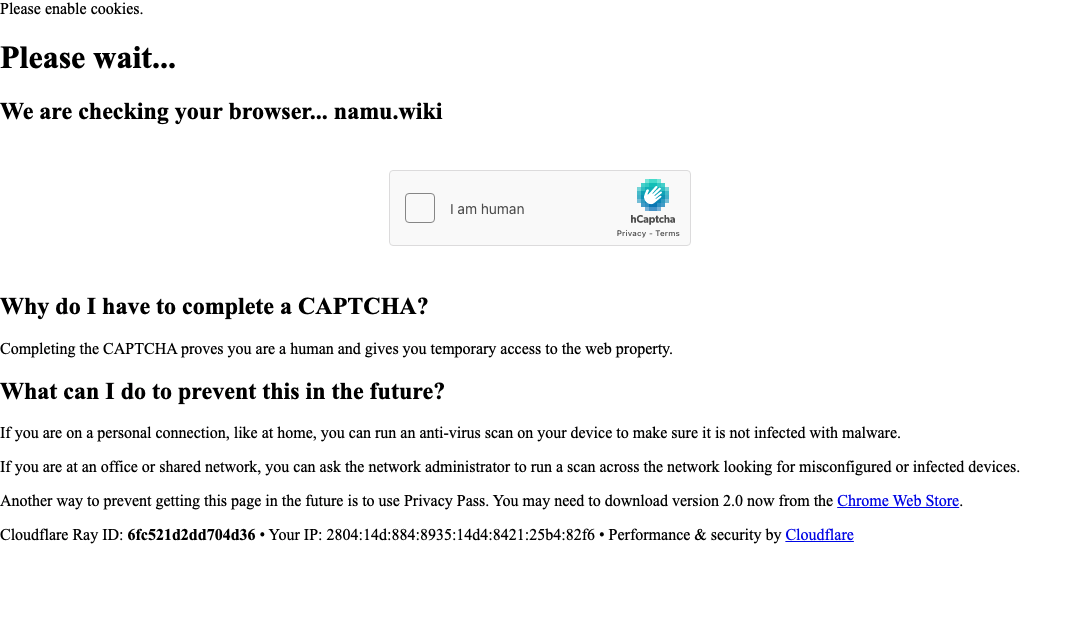 Please enable cookies.
Please wait...
We are checking your browser... namu.wiki
I am human
hCaptcha
Privacy - Terms
Why do I have to complete a CAPTCHA?
Completing the CAPTCHA proves you are a human and gives you temporary access to the web property.
What can I do to prevent this in the future?
If you are on a personal connection, like at home, you can run an anti-virus scan on your device to make sure it is not infected with malware.
If you are at an office or shared network, you can ask the network administrator to run a scan across the network looking for misconfigured or infected devices.
Another way to prevent getting this page in the future is to use Privacy Pass. You may need to download version 2.0 now from the Chrome Web Store.
Cloudflare Ray ID: 6fc521d2dd704d36 • Your IP: 2804:14d:884:8935:14d4:8421:25b4:82f6 • Performance & security by Cloudflare